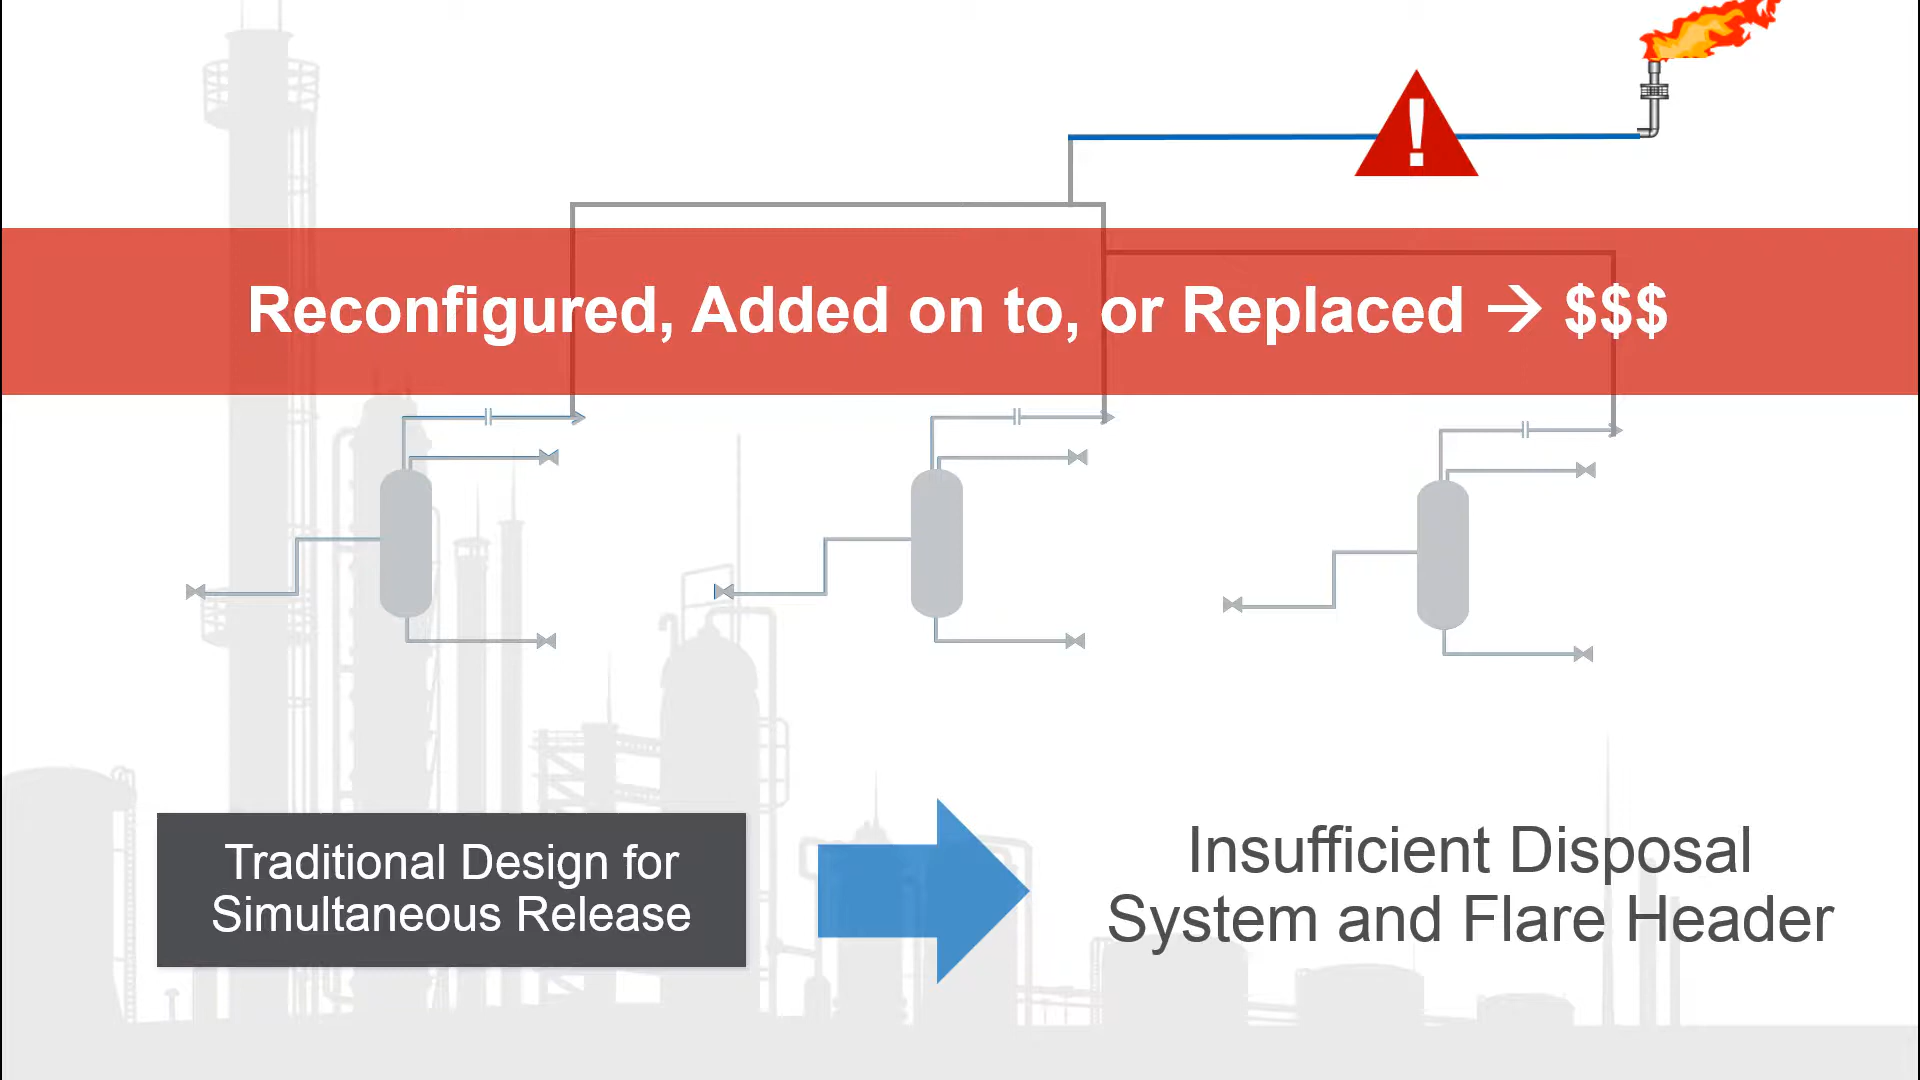 !
Reconfigured, Added on to, or Replaced → $$$
Traditional Design for
Simultaneous Release
Insufficient Disposal
System and Flare Header